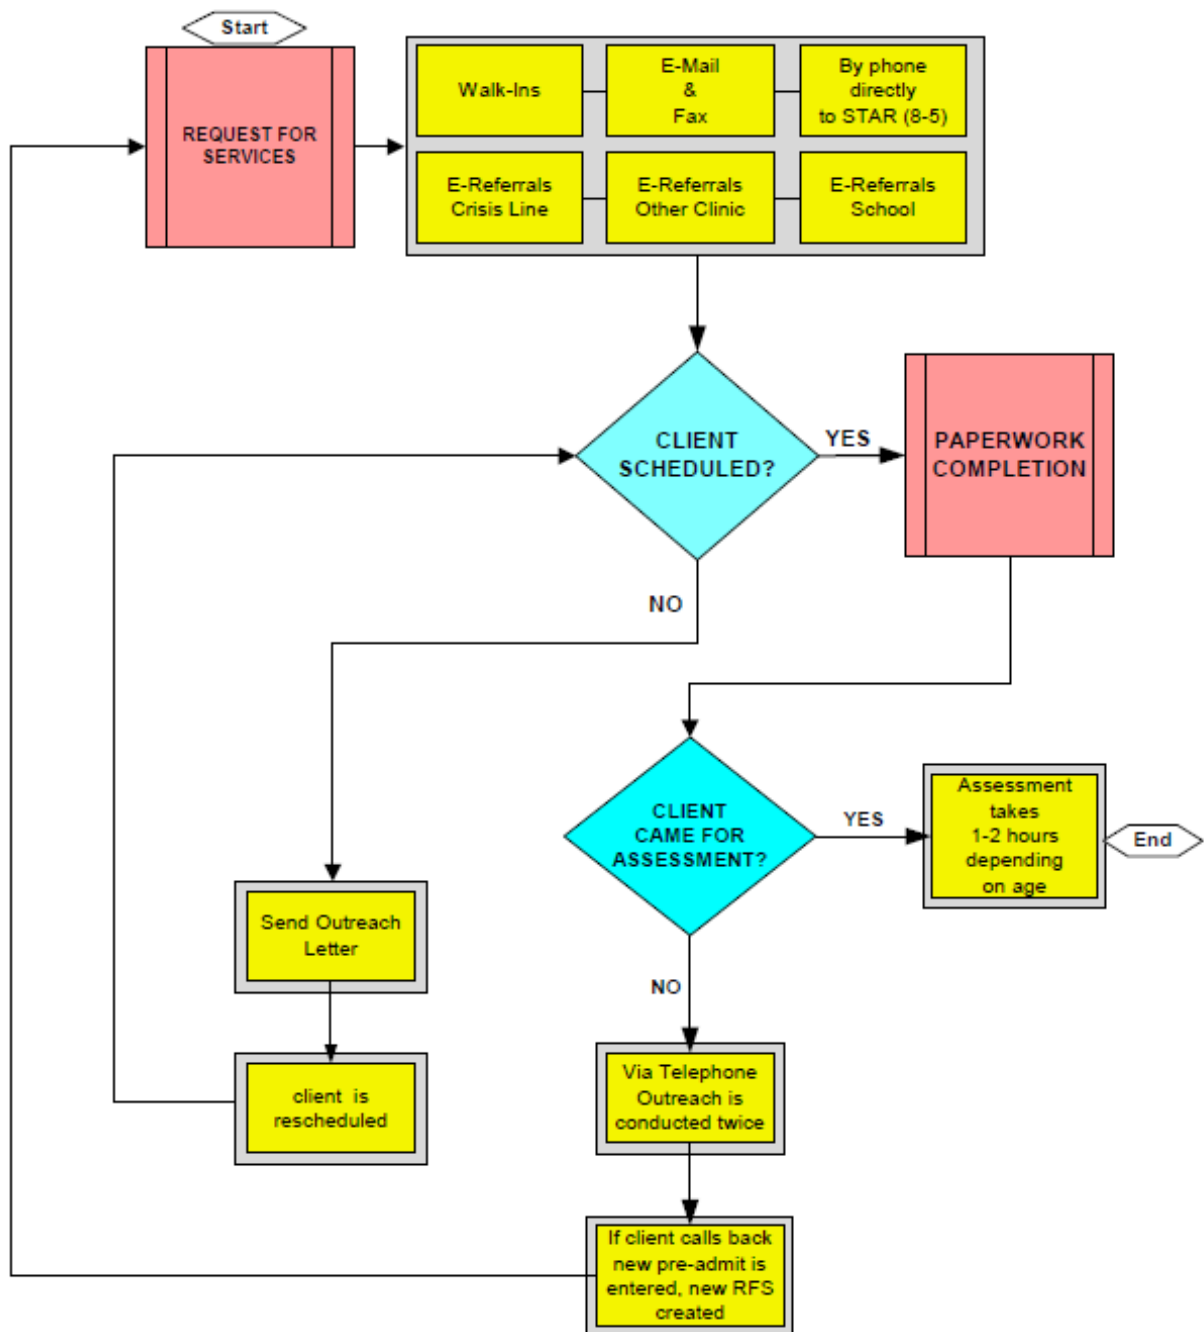 Start
REQUEST FOR
SERVICES
Walk-Ins
E-Mail
&
Fax
By phone
directly
to STAR (8-5)
E-Referrals
Crisis Line
E-Referrals
Other Clinic
E-Referrals
School
CLIENT
SCHEDULED?
YES
PAPERWORK
COMPLETION
NO
CLIENT
CAME FOR
ASSESSMENT?
YES
Assessment
takes
1-2 hours
depending
on age
End
Send Outreach
Letter
NO
client is
rescheduled
Via Telephone
Outreach is
conducted twice
If client calls back
new pre-admit is
entered, new RFS
created